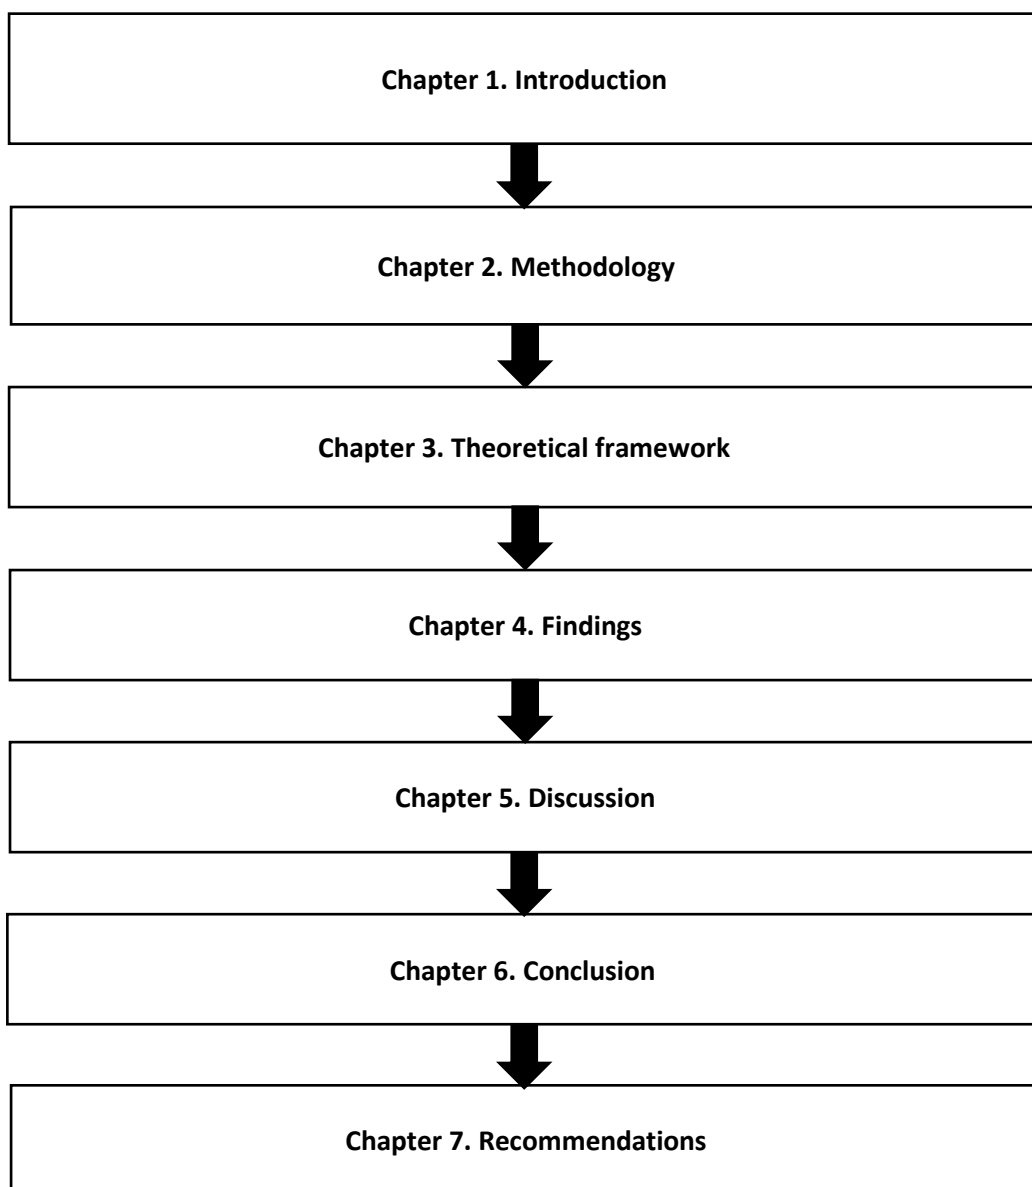 Chapter 1. Introduction
Chapter 2. Methodology
Chapter 3. Theoretical framework
Chapter 4. Findings
Chapter 5. Discussion
Chapter 6. Conclusion
Chapter 7. Recommendations